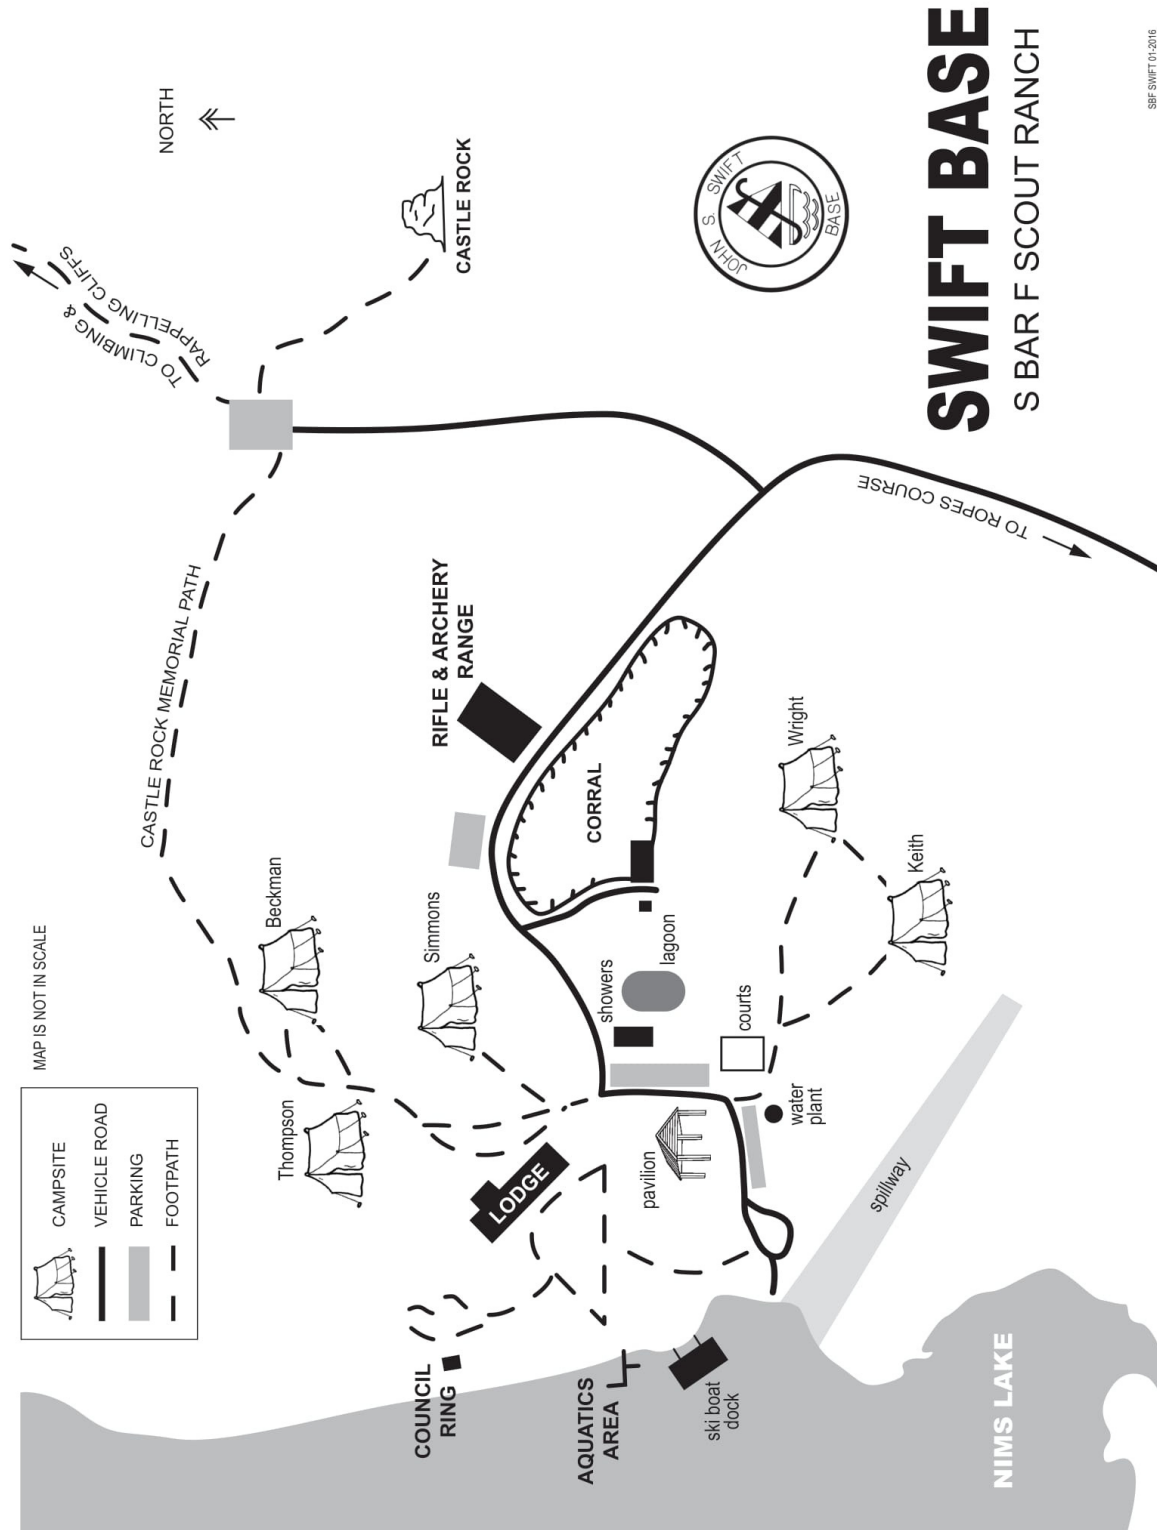 MAP IS NOT IN SCALE
CAMPSITE
VEHICLE ROAD
PARKING
FOOTPATH
NORTH
TO CLIMBING &
RAPPELLING CLIFFS
CASTLE ROCK
CASTLE ROCK MEMORIAL PATH
Beckman
Thompson
Simmons
RIFLE & ARCHERY
RANGE
CORRAL
LODGE
COUNCIL
RING
AQUATICS
AREA
ski boat
dock
pavilion
showers
lagoon
courts
water
plant
Wright
Keith
spillway
NIMS LAKE
TO ROPES COURSE
JOHN S. SWIFT
BASE
SWIFT BASE
S BAR F SCOUT RANCH
SBF SWIFT 01-2016